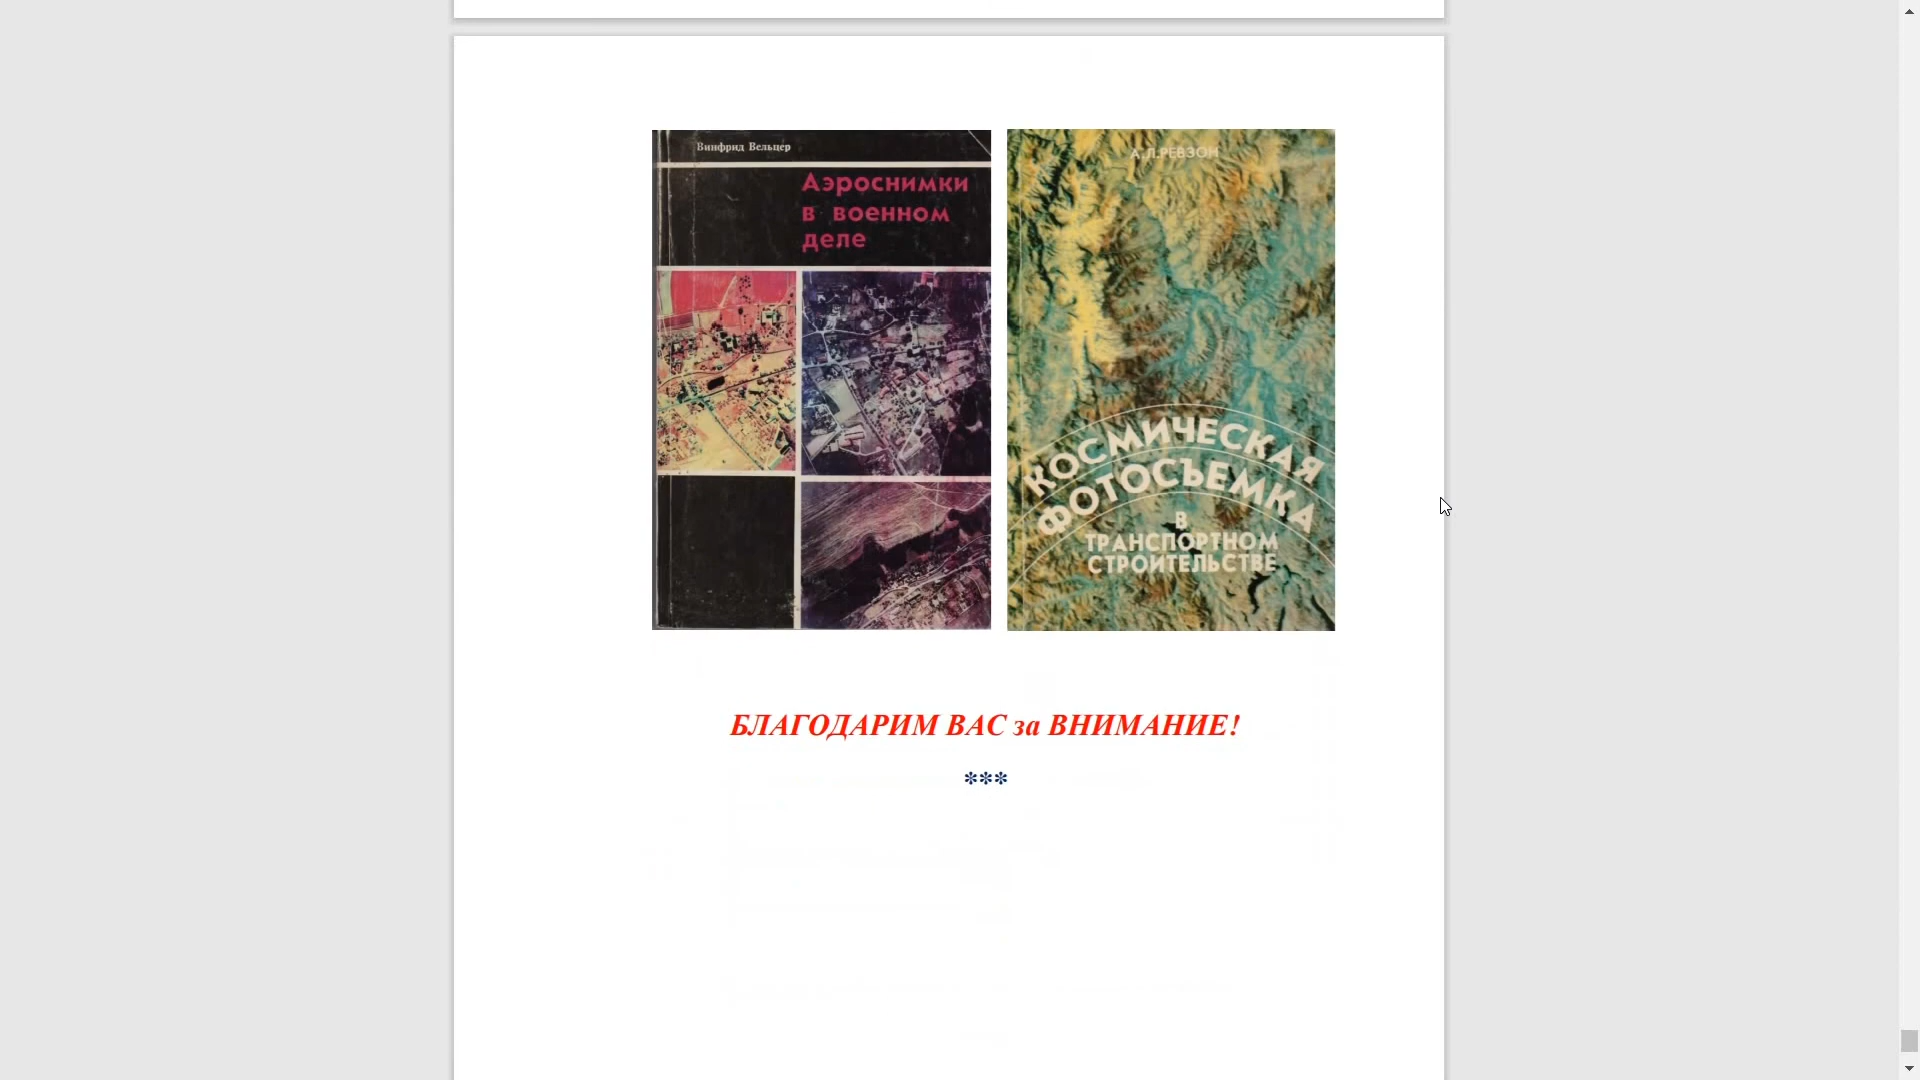 Винфрид Вельцер
Аэроснимки
в военном
деле
А.Л.РЕВЗОН
КОСМИЧЕСКАЯ
ФОТОСЪЕМКА
В
ТРАНСПОРТНОМ
СТРОИТЕЛЬСТВЕ
БЛАГОДАРИМ ВАС за ВНИМАНИЕ!
***